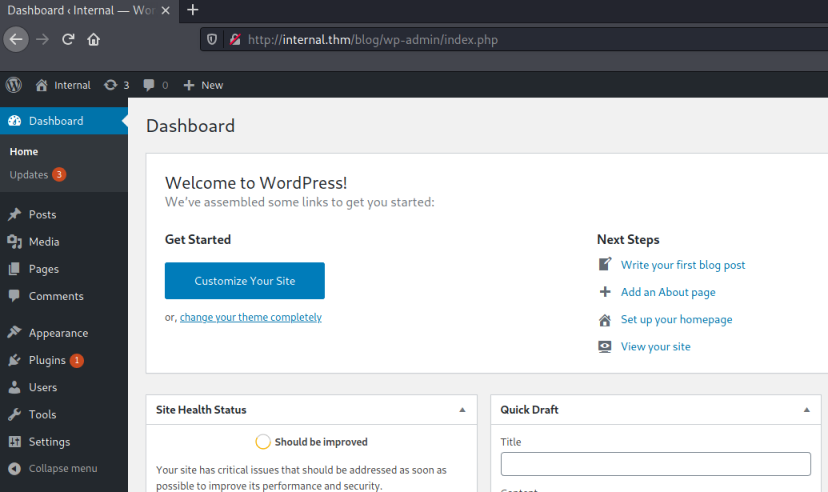 Dashboard ‹ Internal — Wor
http://internal.thm/blog/wp-admin/index.php
Internal 3 0 New
Dashboard
Home
Updates 3
Posts
Media
Pages
Comments
Appearance
Plugins 1
Users
Tools
Settings
Collapse menu
Dashboard
Welcome to WordPress!
We've assembled some links to get you started:
Get Started
Customize Your Site
or, change your theme completely
Next Steps
Write your first blog post
Add an About page
Set up your homepage
View your site
Site Health Status
Should be improved
Your site has critical issues that should be addressed as soon as
possible to improve its performance and security.
Quick Draft
Title